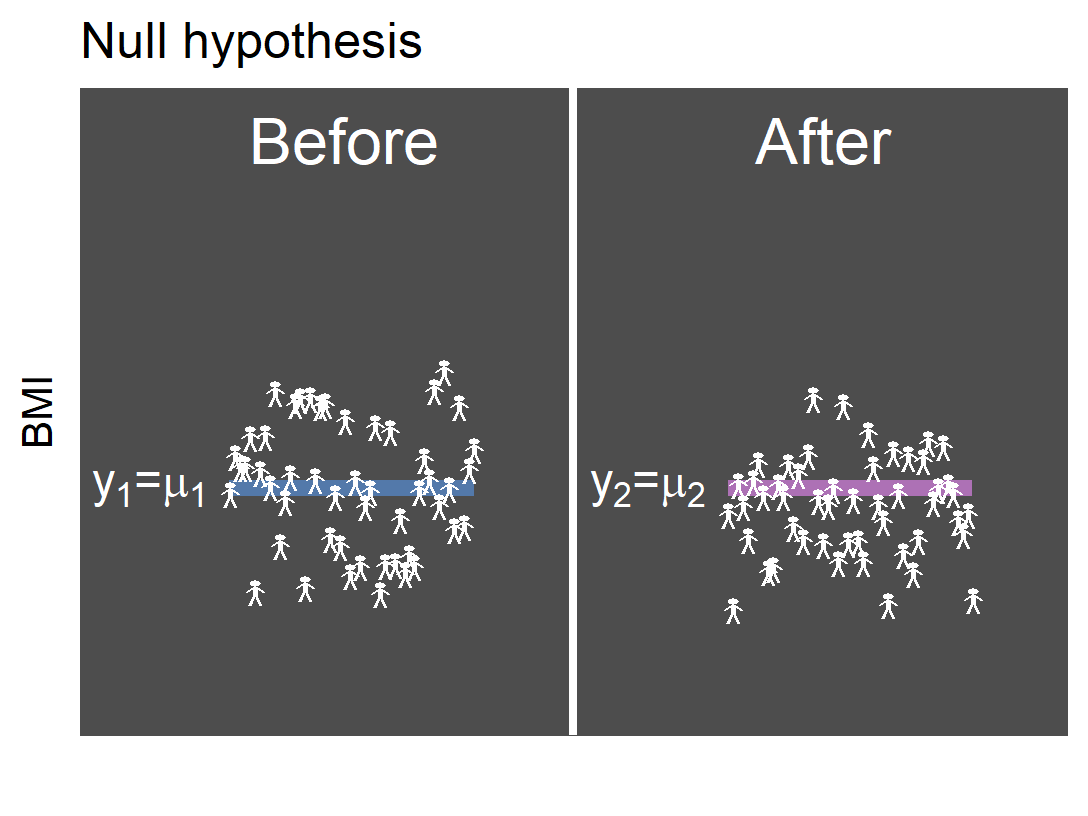 Null hypothesis
Before
After
BMI
y₁=μ₁
y₂=μ₂